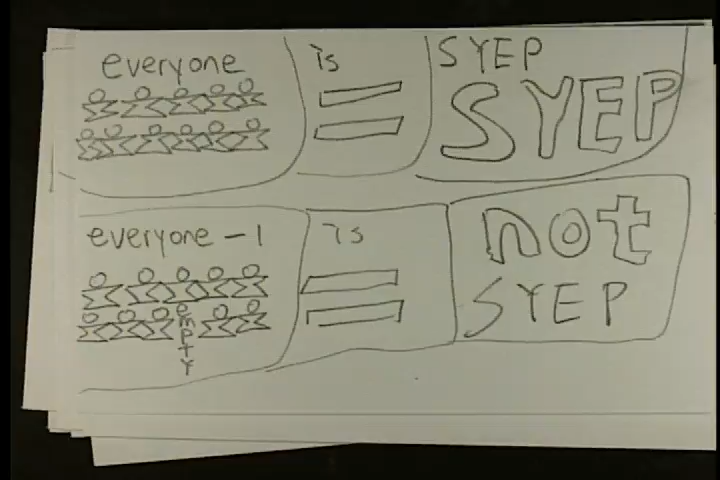 everyone is SYEP
= SYEP
everyone - 1 is not
empty = SYEP